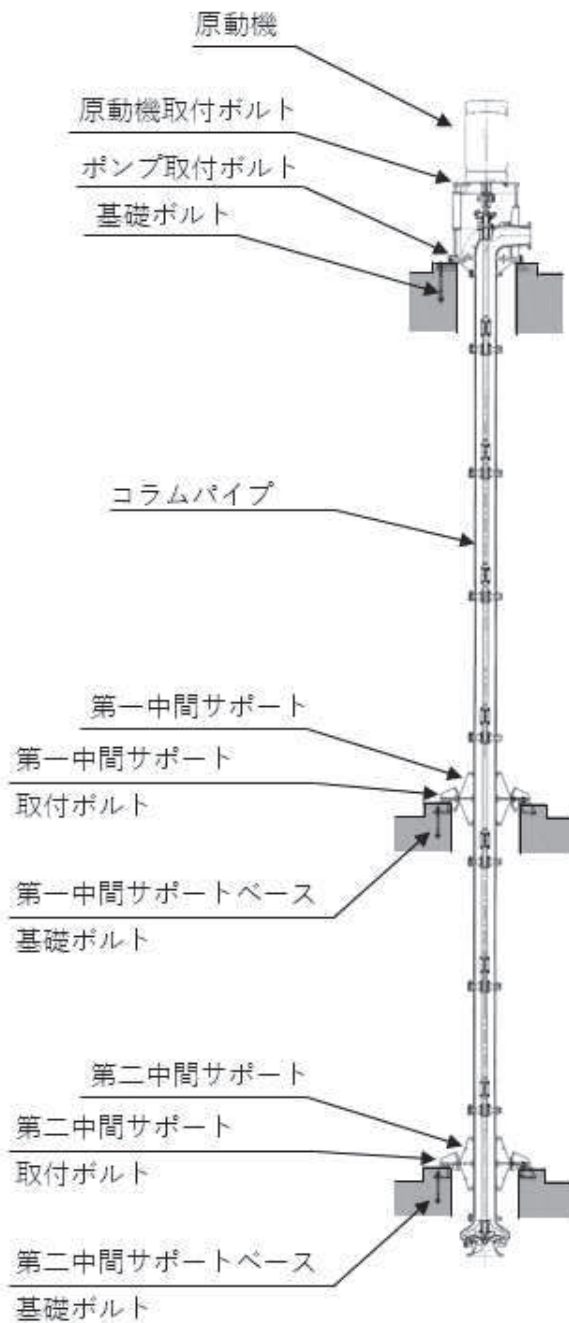 原動機
原動機取付ボルト
ポンプ取付ボルト
基礎ボルト
コラムパイプ
第一中間サポート
第一中間サポート
取付ボルト
第一中間サポートベース
基礎ボルト
第二中間サポート
第二中間サポート
取付ボルト
第二中間サポートベース
基礎ボルト